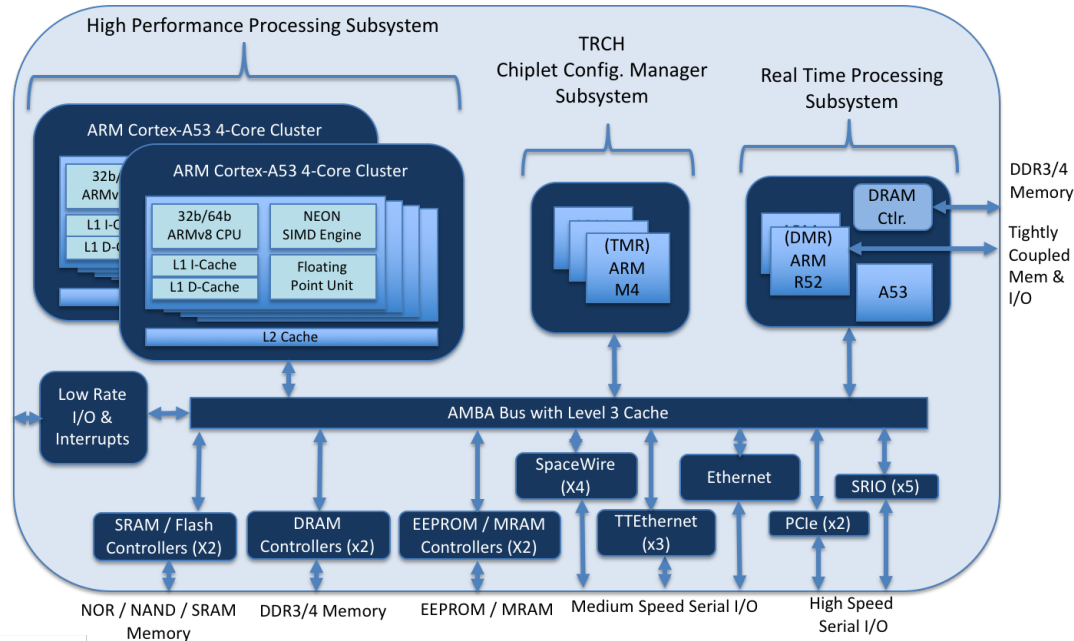 High Performance Processing Subsystem
TRCH
Chiplet Config. Manager
Subsystem
Real Time Processing
Subsystem
ARM Cortex-A53 4-Core Cluster
32b/
ARMv
L1 I-C
L1 D-C
ARM Cortex-A53 4-Core Cluster
32b/64b
ARMv8 CPU
NEON
SIMD Engine
L1 I-Cache
L1 D-Cache
Floating
Point Unit
L2 Cache
(TMR)
ARM
M4
DRAM
Ctlr.
(DMR)
ARM
R52
A53
DDR3/4
Memory
Tightly
Coupled
Mem &
I/O
Low Rate
I/O &
Interrupts
AMBA Bus with Level 3 Cache
SpaceWire
(X4)
Ethernet
SRIO (x5)
SRAM / Flash
Controllers (X2)
DRAM
Controllers (x2)
EEPROM / MRAM
Controllers (X2)
TTEthernet
(x3)
PCIe (x2)
NOR / NAND / SRAM
Memory
DDR3/4 Memory
EEPROM / MRAM
Medium Speed Serial I/O
High Speed
Serial I/O